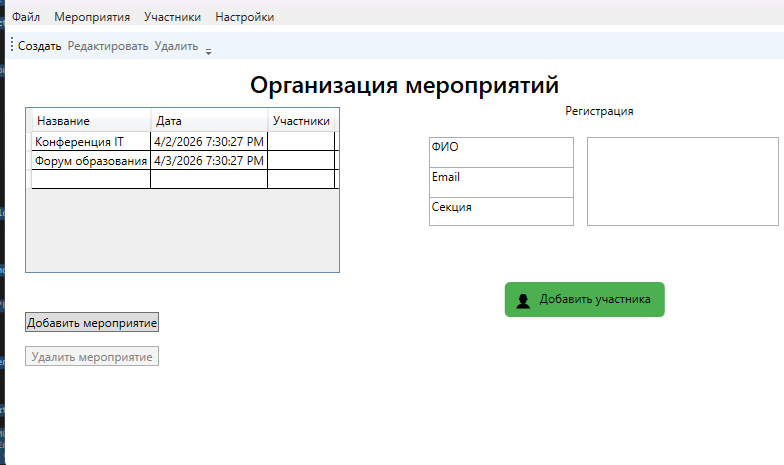 Файл Мероприятия Участники Настройки
Создать Редактировать Удалить
Организация мероприятий
Регистрация
Название Дата Участники
Конференция IT 4/2/2026 7:30:27 PM
Форум образования 4/3/2026 7:30:27 PM
ФИО
Email
Секция
Добавить участника
Добавить мероприятие
Удалить мероприятие